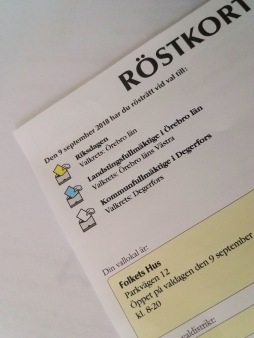 RÖSTKORT
Den 9 september 2018 har du rösträtt vid val till:
Riksdagen
Valkrets: Örebro län
Landstingsfullmäktige i Örebro län
Valkrets: Örebro läns Västra
Kommunfullmäktige i Degerfors
Valkrets: Degerfors
Din vallokal är:
Folkets Hus
Parkvägen 12
Öppet på valdagen den 9 september
kl. 8-20